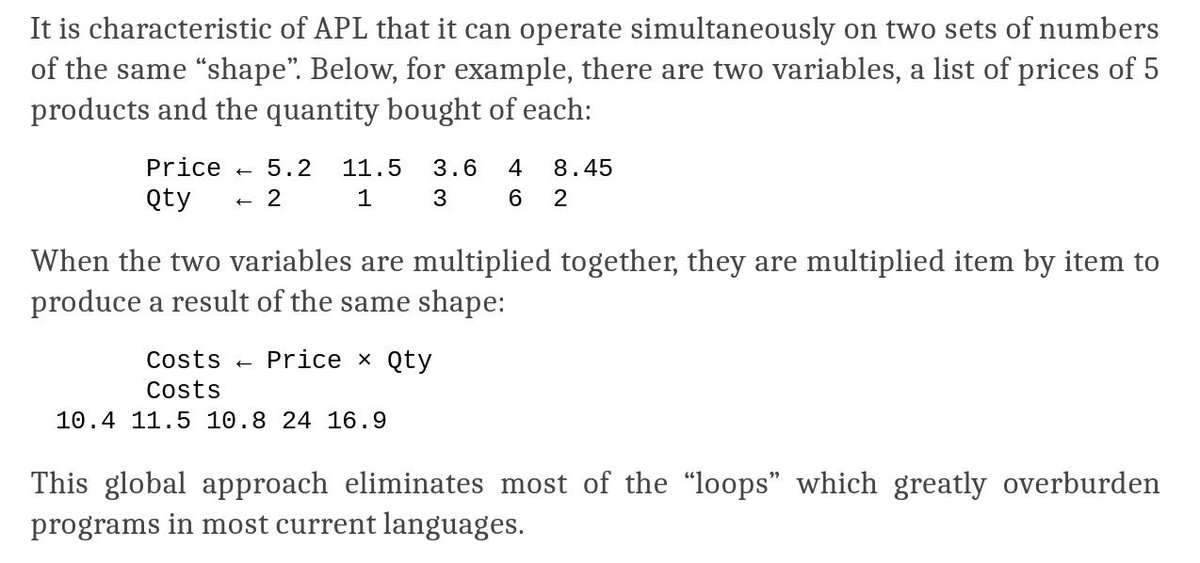 It is characteristic of APL that it can operate simultaneously on two sets of numbers
of the same “shape”. Below, for example, there are two variables, a list of prices of 5
products and the quantity bought of each:
Price ← 5.2 11.5 3.6 4 8.45
Qty ← 2 1 3 6 2
When the two variables are multiplied together, they are multiplied item by item to
produce a result of the same shape:
Costs ← Price × Qty
Costs
10.4 11.5 10.8 24 16.9
This global approach eliminates most of the “loops” which greatly overburden
programs in most current languages.